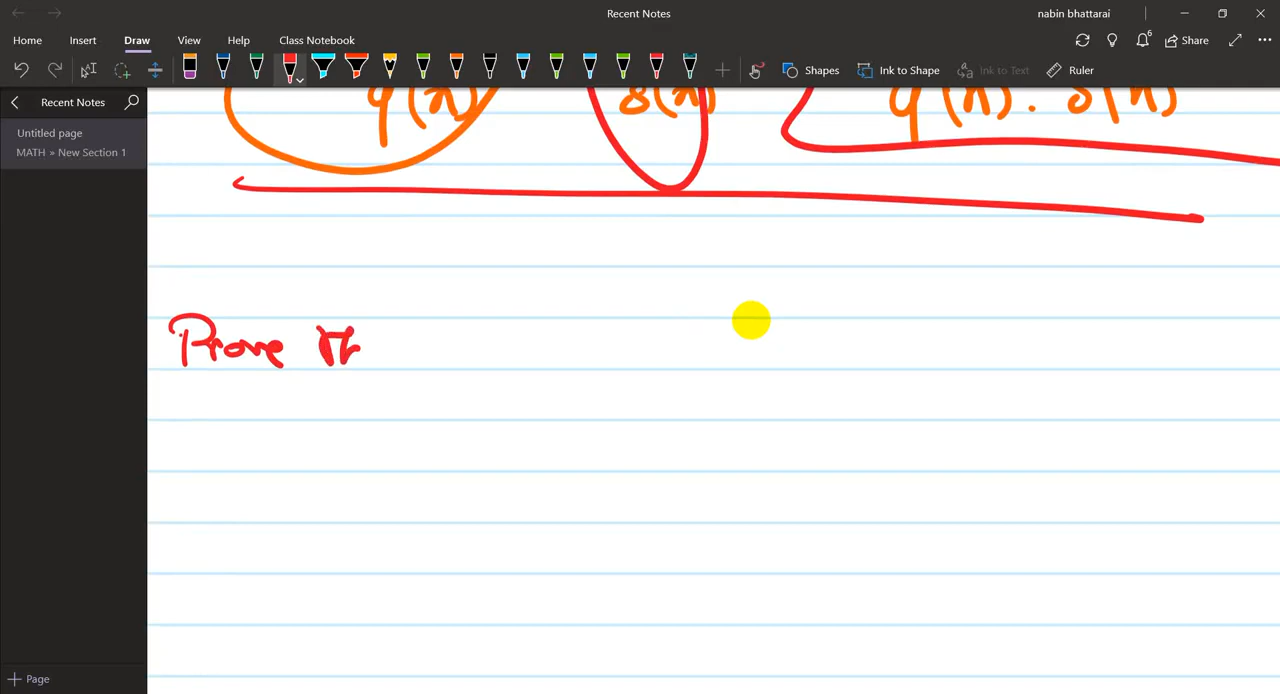 Recent Notes
nabin bhattarai
Home Insert Draw View Help Class Notebook
Share
Shapes Ink to Shape Ink to Text Ruler
Recent Notes
Untitled page
MATH » New Section 1
q(x) s(x) q(x) . s(x)
Prove
Page